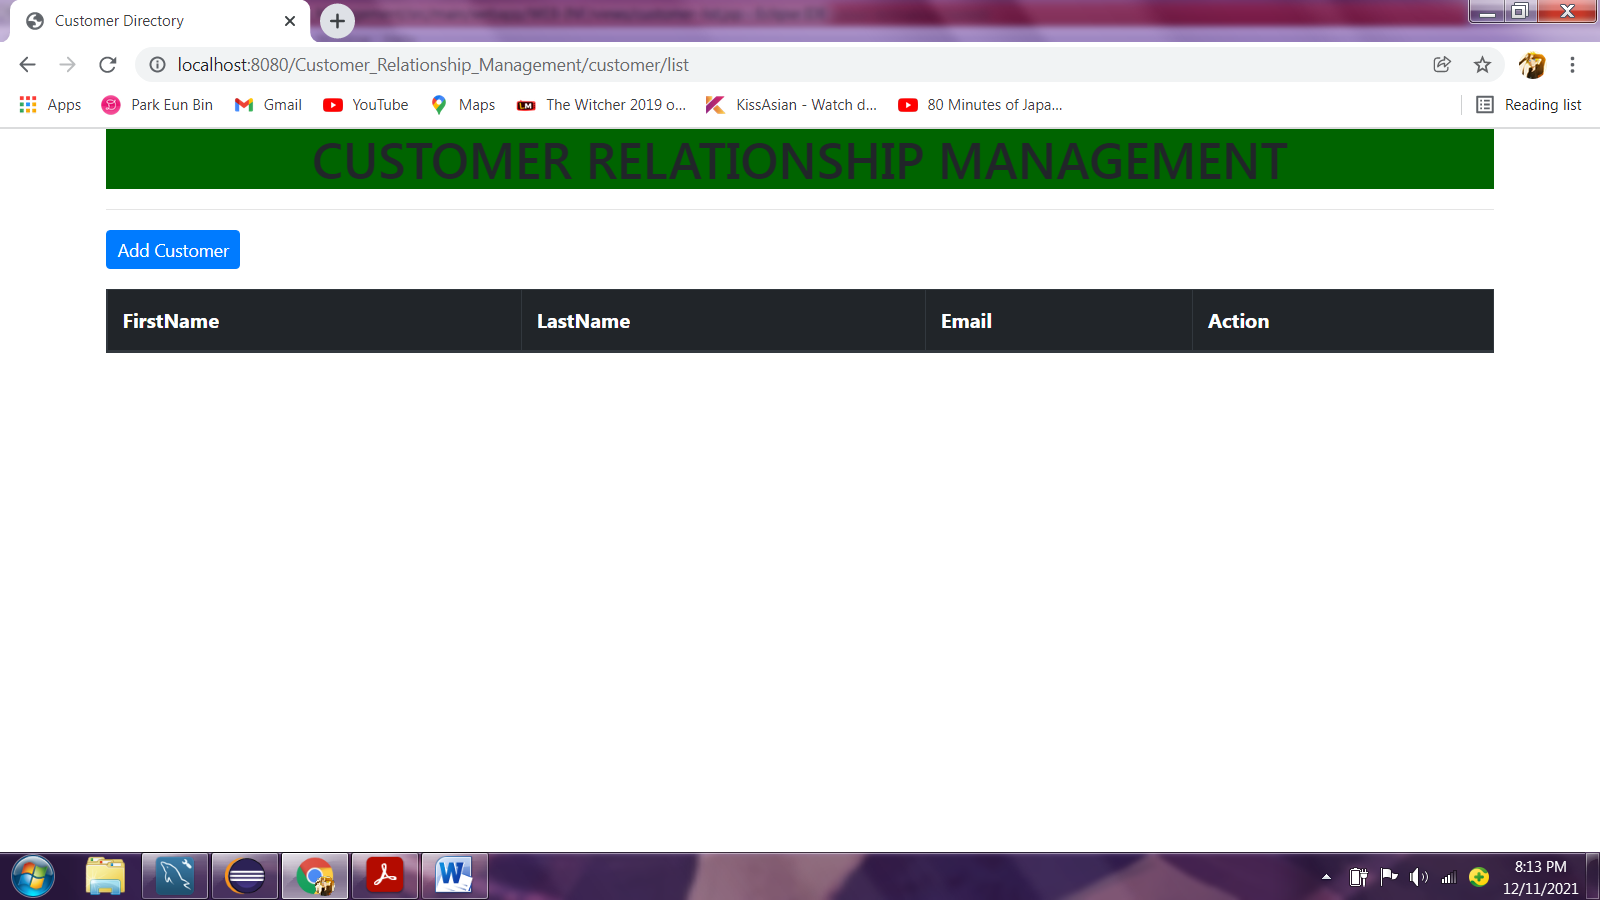 Customer Directory
localhost:8080/Customer_Relationship_Management/customer/list
Apps Park Eun Bin Gmail YouTube Maps LM The Witcher 2019 o... KissAsian - Watch d... 80 Minutes of Japa... Reading list
CUSTOMER RELATIONSHIP MANAGEMENT
Add Customer
FirstName LastName Email Action
8:13 PM
12/11/2021